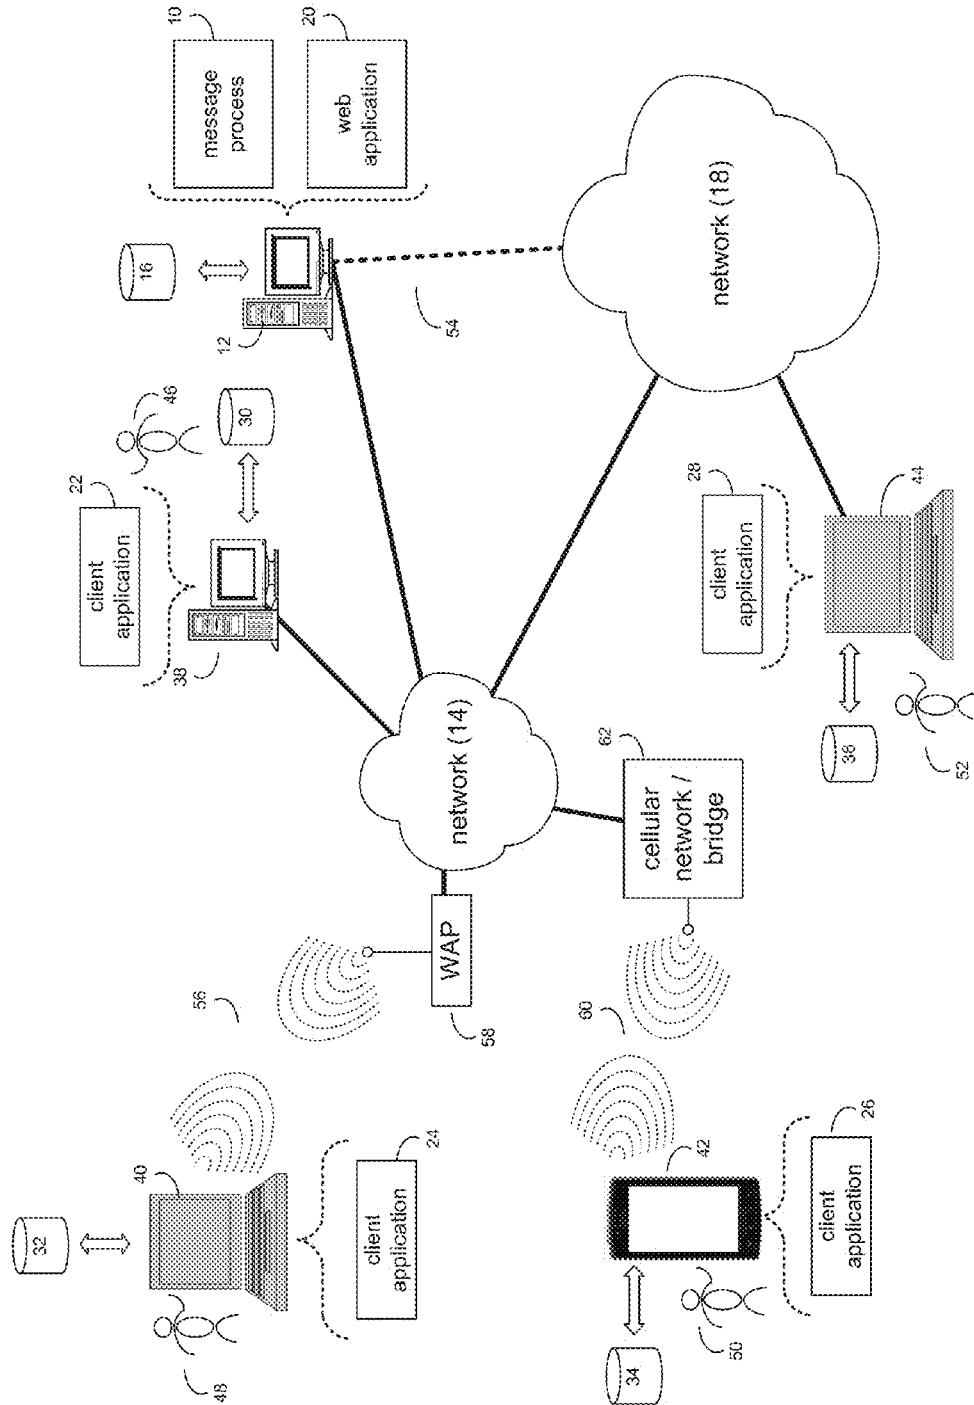 32
48
40
client
application
24
56
WAP
58
client
application
22
38
30
46
16
12
message
process
10
web
application
20
54
network (14)
network (18)
34
50
42
client
application
26
60
cellular
network /
bridge
62
36
52
client
application
28
44